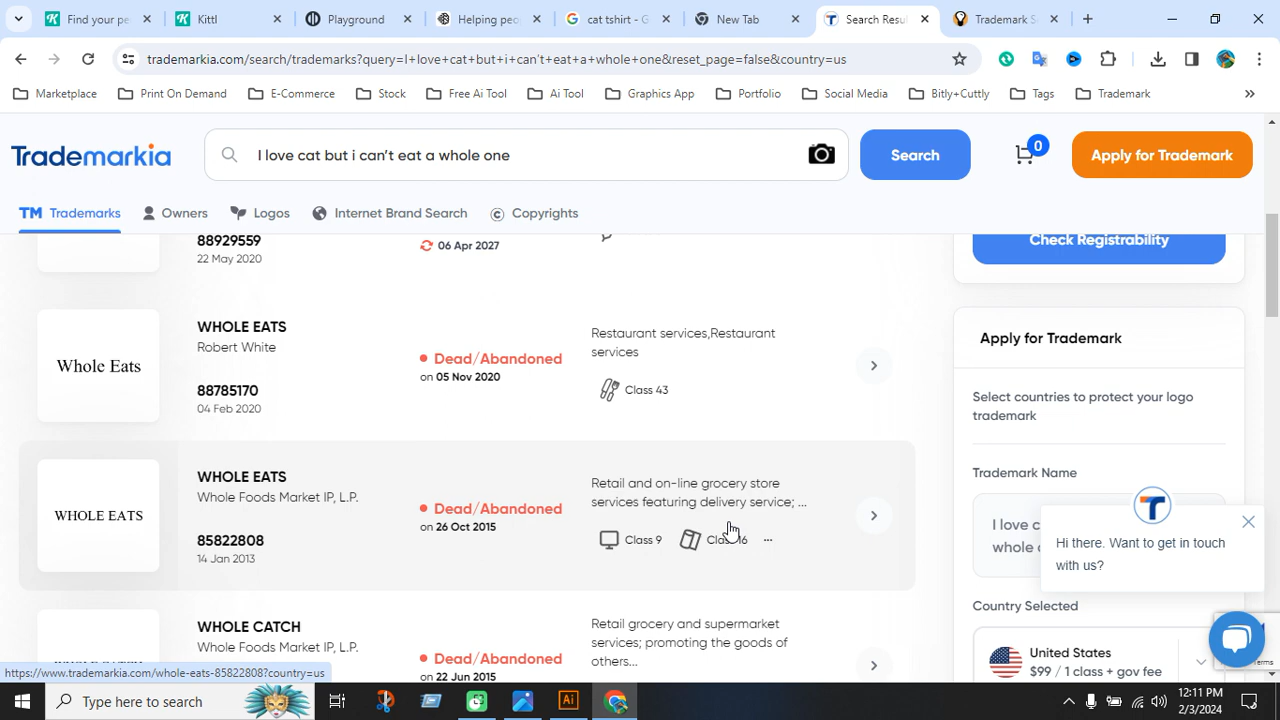 Find your pe
Kittl
Playground
Helping peo
cat tshirt - G
New Tab
Search Resul
Trademark S
trademarkia.com/search/trademarks?query=I+love+cat+but+i+can't+eat+a+whole+one&reset_page=false&country=us
Marketplace
Print On Demand
E-Commerce
Stock
Free Ai Tool
Ai Tool
Graphics App
Portfolio
Social Media
Bitly+Cuttly
Tags
Trademark
Trademarkia
I love cat but i can't eat a whole one
Search
0
Apply for Trademark
TM Trademarks
Owners
Logos
Internet Brand Search
Copyrights
88929559
22 May 2020
06 Apr 2027
Check Registrability
Whole Eats
WHOLE EATS
Robert White
88785170
04 Feb 2020
Dead/Abandoned
on 05 Nov 2020
Restaurant services,Restaurant
services
Class 43
WHOLE EATS
WHOLE EATS
Whole Foods Market IP, L.P.
85822808
14 Jan 2013
Dead/Abandoned
on 26 Oct 2015
Retail and on-line grocery store
services featuring delivery service; ...
Class 9
Class 16
...
WHOLE CATCH
Whole Foods Market IP, L.P.
Dead/Abandoned
on 22 Jun 2015
Retail grocery and supermarket
services; promoting the goods of
others...
Apply for Trademark
Select countries to protect your logo
trademark
Trademark Name
I love c
whole
Hi there. Want to get in touch
with us?
Country Selected
United States
$99 / 1 class + gov fee
Terms
https://www.trademarkia.com/whole-eats-85822808?country=us
Type here to search
Ai
12:11 PM
2/3/2024